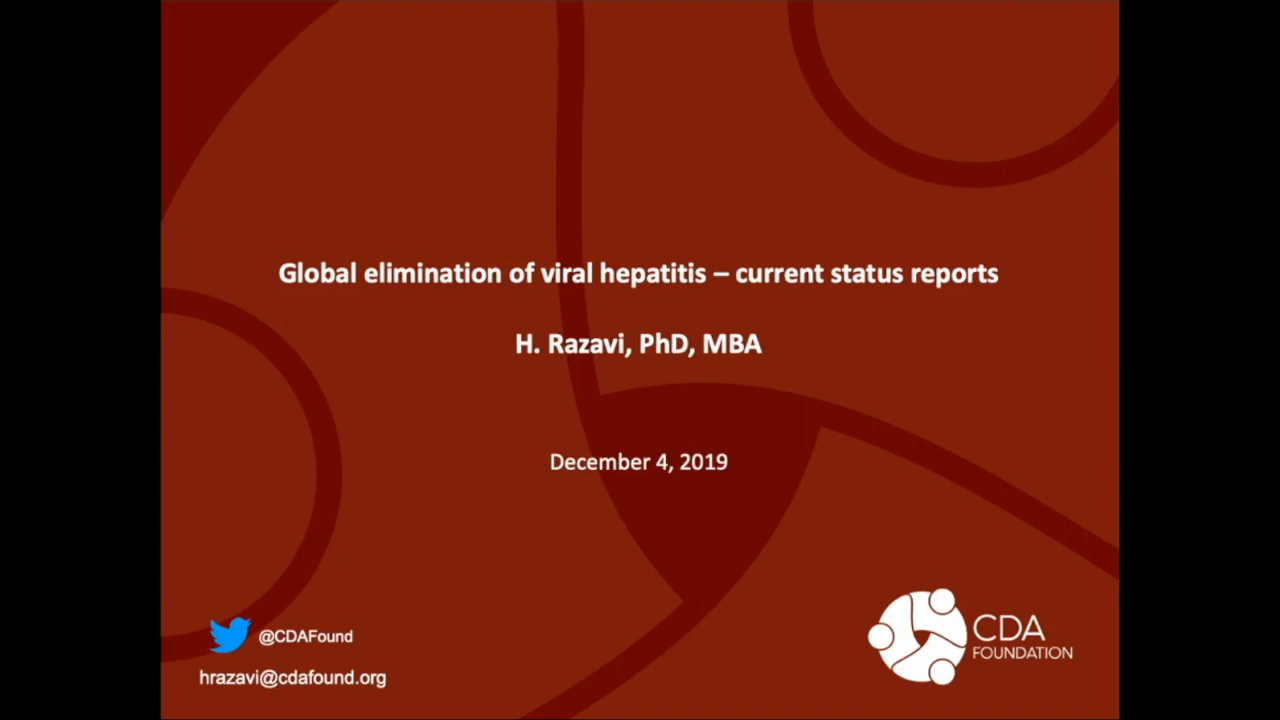 Global elimination of viral hepatitis – current status reports
H. Razavi, PhD, MBA
December 4, 2019
@CDAFound
hrazavi@cdafound.org
CDA
FOUNDATION